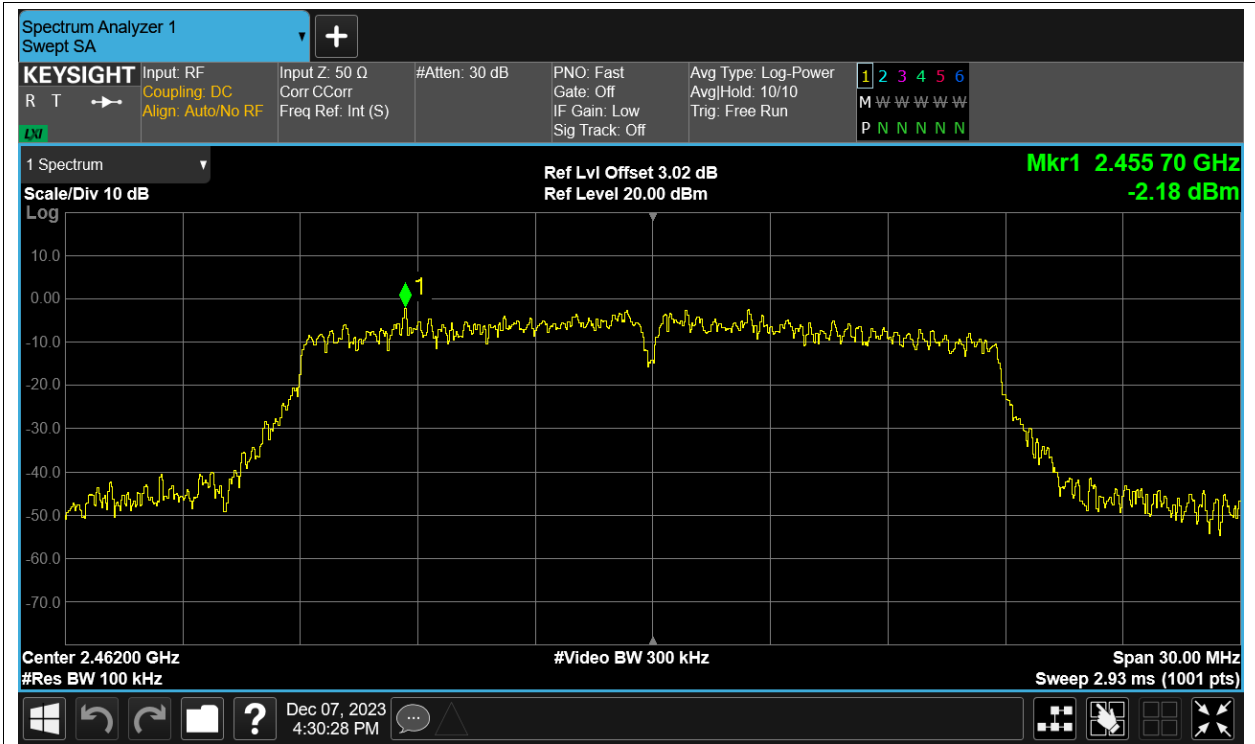 Spectrum Analyzer 1
Swept SA
+
KEYSIGHT
R T
LXI
Input: RF
Coupling: DC
Align: Auto/No RF
Input Z: 50 Ω
Corr CCorr
Freq Ref: Int (S)
#Atten: 30 dB
PNO: Fast
Gate: Off
IF Gain: Low
Sig Track: Off
Avg Type: Log-Power
Avg|Hold: 10/10
Trig: Free Run
1 2 3 4 5 6
M W W W W W
P N N N N N
1 Spectrum
Scale/Div 10 dB
Ref Lvl Offset 3.02 dB
Ref Level 20.00 dBm
Mkr1 2.455 70 GHz
-2.18 dBm
Log
1
10.0
0.00
-10.0
-20.0
-30.0
-40.0
-50.0
-60.0
-70.0
Center 2.46200 GHz
#Res BW 100 kHz
#Video BW 300 kHz
Span 30.00 MHz
Sweep 2.93 ms (1001 pts)
?
Dec 07, 2023
4:30:28 PM